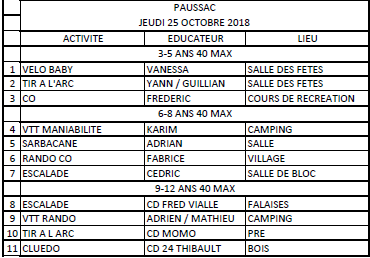 PAUSSAC
JEUDI 25 OCTOBRE 2018
ACTIVITE EDUCATEUR LIEU
3-5 ANS 40 MAX
1 VELO BABY VANESSA SALLE DES FETES
2 TIR A L'ARC YANN / GUILLIAN SALLE DES FETES
3 CO FREDERIC COURS DE RECREATION
6-8 ANS 40 MAX
4 VTT MANIABILITE KARIM CAMPING
5 SARBACANE ADRIAN SALLE
6 RANDO CO FABRICE VILLAGE
7 ESCALADE CEDRIC SALLE DE BLOC
9-12 ANS 40 MAX
8 ESCALADE CD FRED VIALLE FALAISES
9 VTT RANDO ADRIEN / MATHIEU CAMPING
10 TIR A L ARC CD MOMO PRE
11 CLUEDO CD 24 THIBAULT BOIS